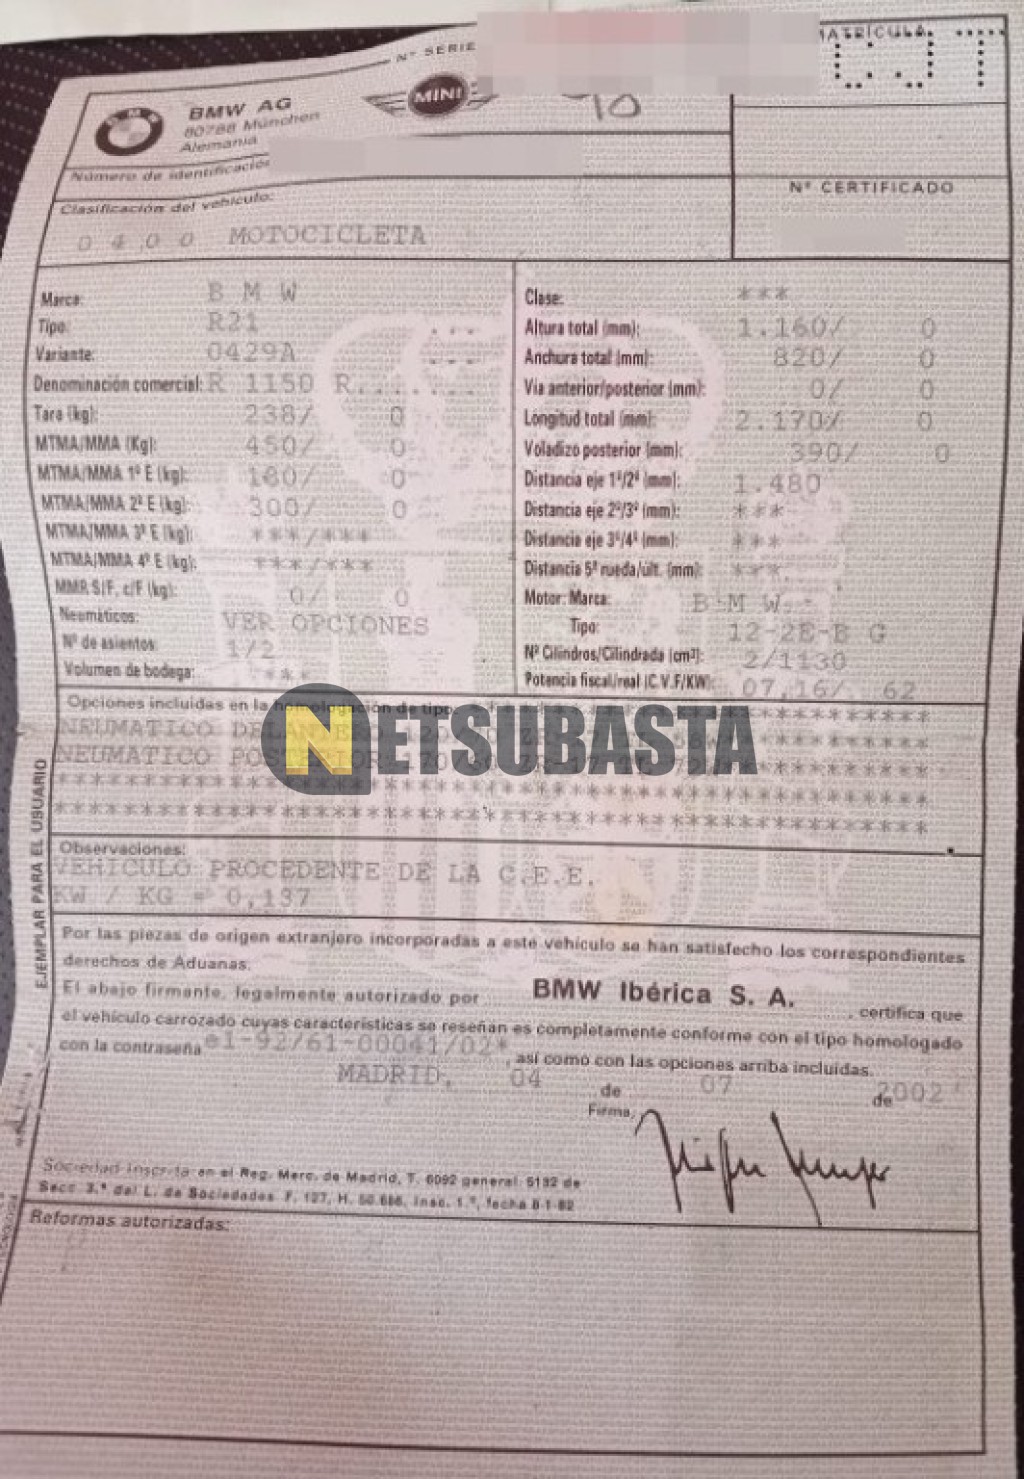 Nº SERIE
MATRÍCULA
CJT
BMW
BMW AG
80788 München
Alemania
MINI
Número de identificación
Nº CERTIFICADO
Clasificación del vehículo:
0400 MOTOCICLETA
Marca: B M W
Tipo: R21 ...
Variante: 0429A ...
Denominación comercial: R 1150 R.......
Tara (kg): 238/ 0
MTMA/MMA (Kg): 450/ 0
MTMA/MMA 1º E (kg): 180/ 0
MTMA/MMA 2º E (kg): 300/ 0
MTMA/MMA 3º E (kg): ***/***
MTMA/MMA 4º E (kg): ***/***
MMR S/F, c/F (kg): 0/ 0
Neumáticos: VER OPCIONES
Nº de asientos: 1/2
Volumen de bodega: ***
Clase: ***
Altura total (mm): 1.160/ 0
Anchura total (mm): 820/ 0
Via anterior/posterior (mm): 0/ 0
Longitud total (mm): 2.170/ 0
Voladizo posterior (mm): 390/ 0
Distancia eje 1º/2º (mm): 1.480
Distancia eje 2º/3º (mm): ***
Distancia eje 3º/4º (mm): ***
Distancia 5ª rueda/últ. (mm): ***
Motor: Marca: B M W
Tipo: 12-2E-B G
Nº Cilindros/Cilindrada (cm³): 2/1130
Potencia fiscal/real (C.V.F/KW): 07,16/ 62
Opciones incluidas en la homologación de tipo
NEUMATICO DELANTERO 120
NEUMATICO POSTERIOR 170
NETSUBASTA
Observaciones:
VEHICULO PROCEDENTE DE LA C.E.E.
KW / KG = 0,137
EJEMPLAR PARA EL USUARIO
Por las piezas de origen extranjero incorporadas a este vehículo se han satisfecho los correspondientes
derechos de Aduanas.
El abajo firmante, legalmente autorizado por BMW Ibérica S. A. , certifica que
el vehículo carrozado cuyas características se reseñan es completamente conforme con el tipo homologado
con la contraseña e1-92/61-00041/02* , así como con las opciones arriba incluidas.
MADRID, 04 de 07 de 2002
Firma,
Sociedad inscrita en el Reg. Merc. de Madrid, T. 6092 general 5132 de
Secc. 3.ª del L. de Sociedades. F. 127, H. 50.686, Insc. 1.ª, fecha 8-1-82
Reformas autorizadas: